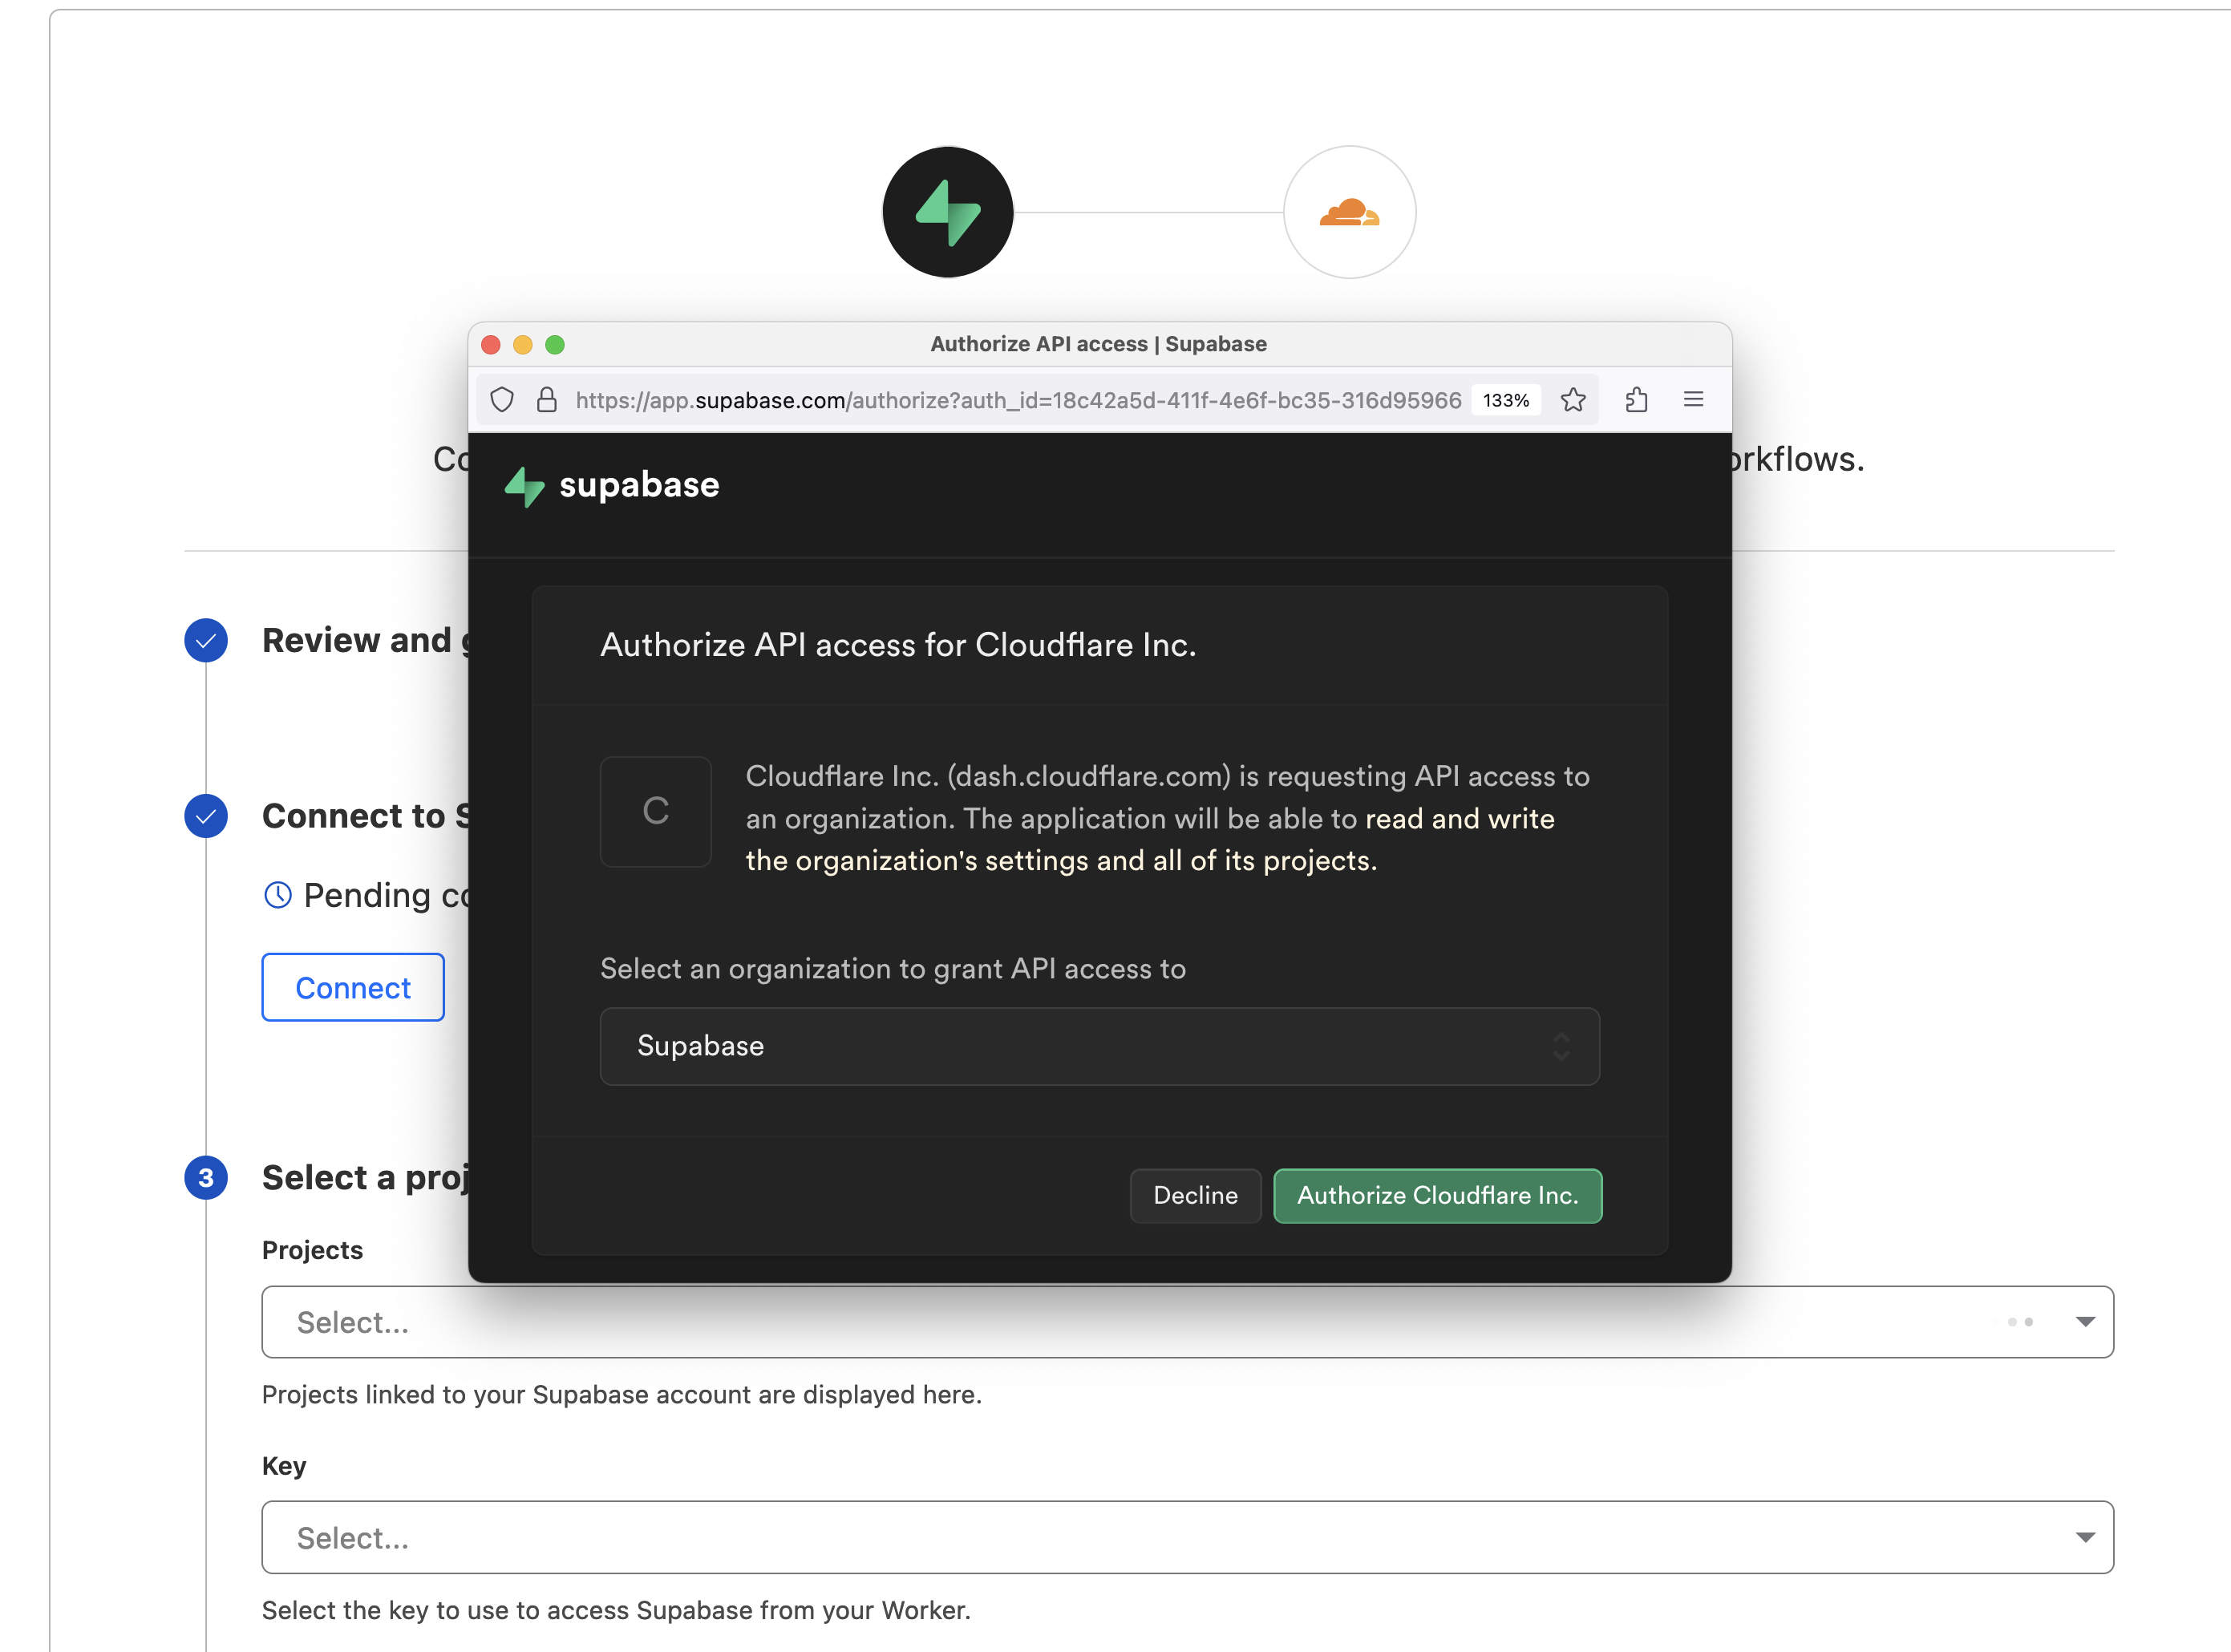 Authorize API access | Supabase
https://app.supabase.com/authorize?auth_id=18c42a5d-411f-4e6f-bc35-316d95966
133%
supabase
orkflows.
Authorize API access for Cloudflare Inc.
Review and
C
Cloudflare Inc. (dash.cloudflare.com) is requesting API access to
an organization. The application will be able to read and write
the organization's settings and all of its projects.
Connect to S
Pending co
Connect
Select an organization to grant API access to
Supabase
Decline
Authorize Cloudflare Inc.
3
Select a proj
Projects
Select...
Projects linked to your Supabase account are displayed here.
Key
Select...
Select the key to use to access Supabase from your Worker.